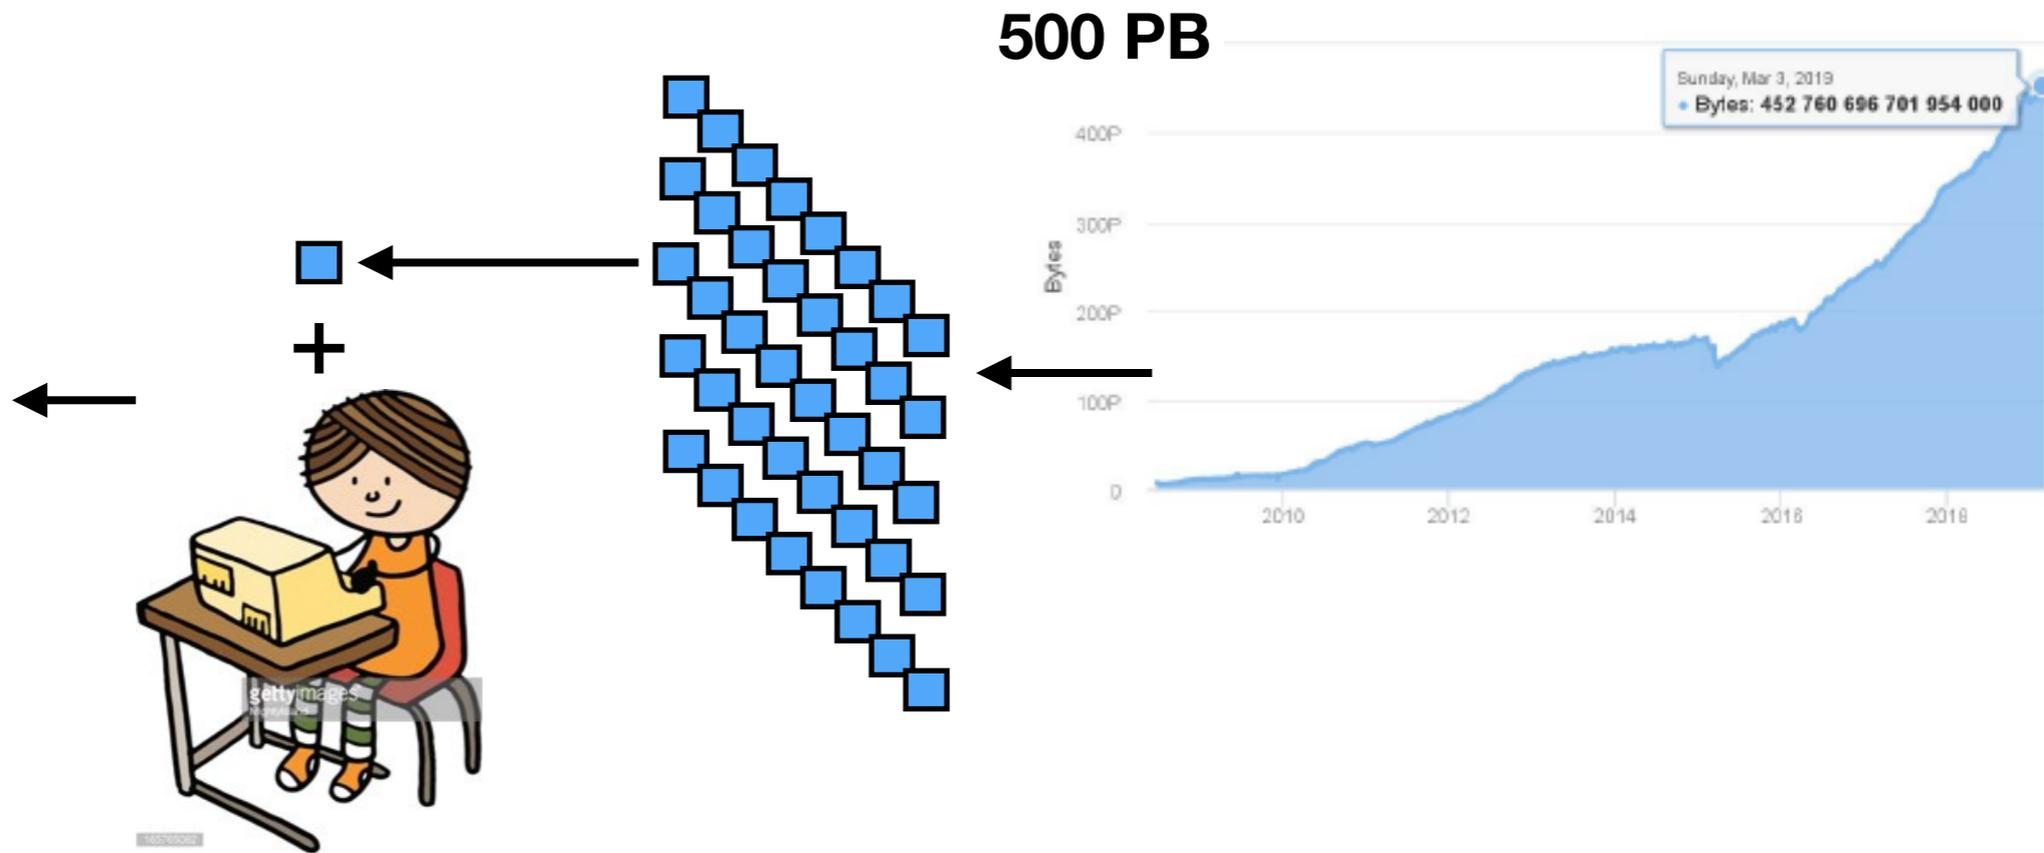 500 PB
Sunday, Mar 3, 2019
Bytes: 452 760 696 701 954 000
400P
300P
200P
100P
0
Bytes
2010
2012
2014
2016
2018
+
gettyimages